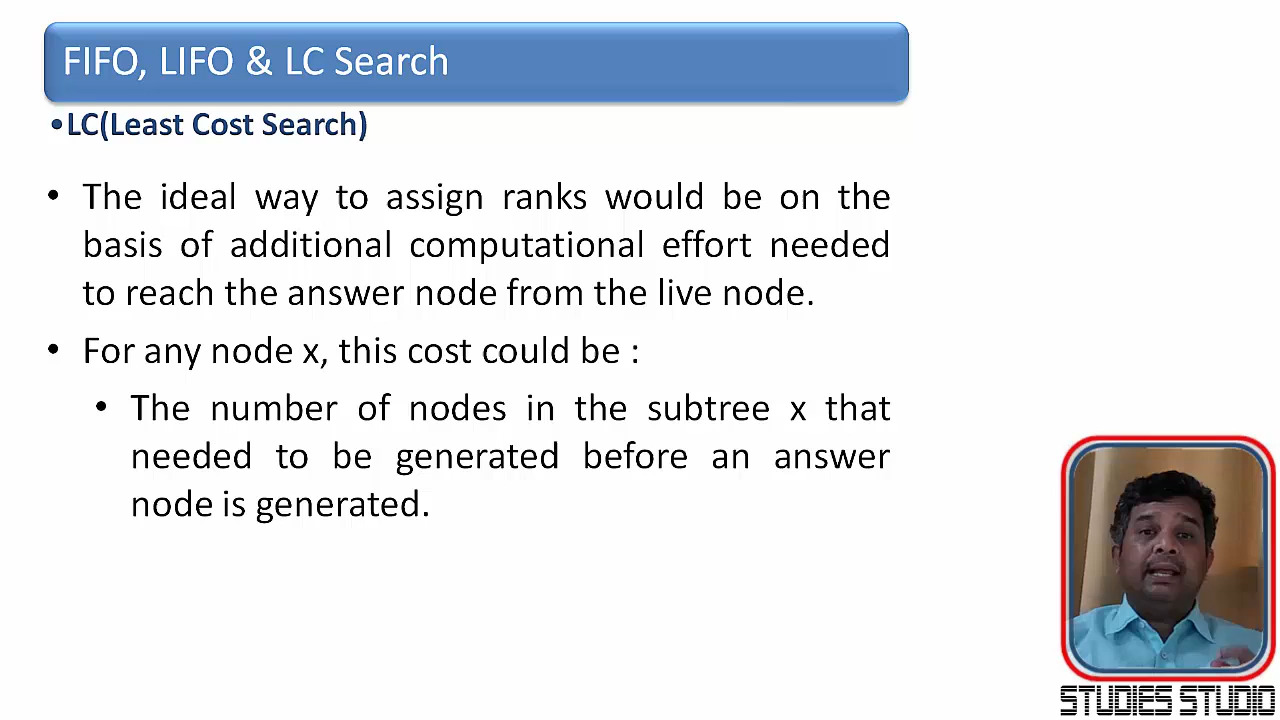 FIFO, LIFO & LC Search
•LC(Least Cost Search)
• The ideal way to assign ranks would be on the
basis of additional computational effort needed
to reach the answer node from the live node.
• For any node x, this cost could be :
• The number of nodes in the subtree x that
needed to be generated before an answer
node is generated.
STUDIES STUDIO